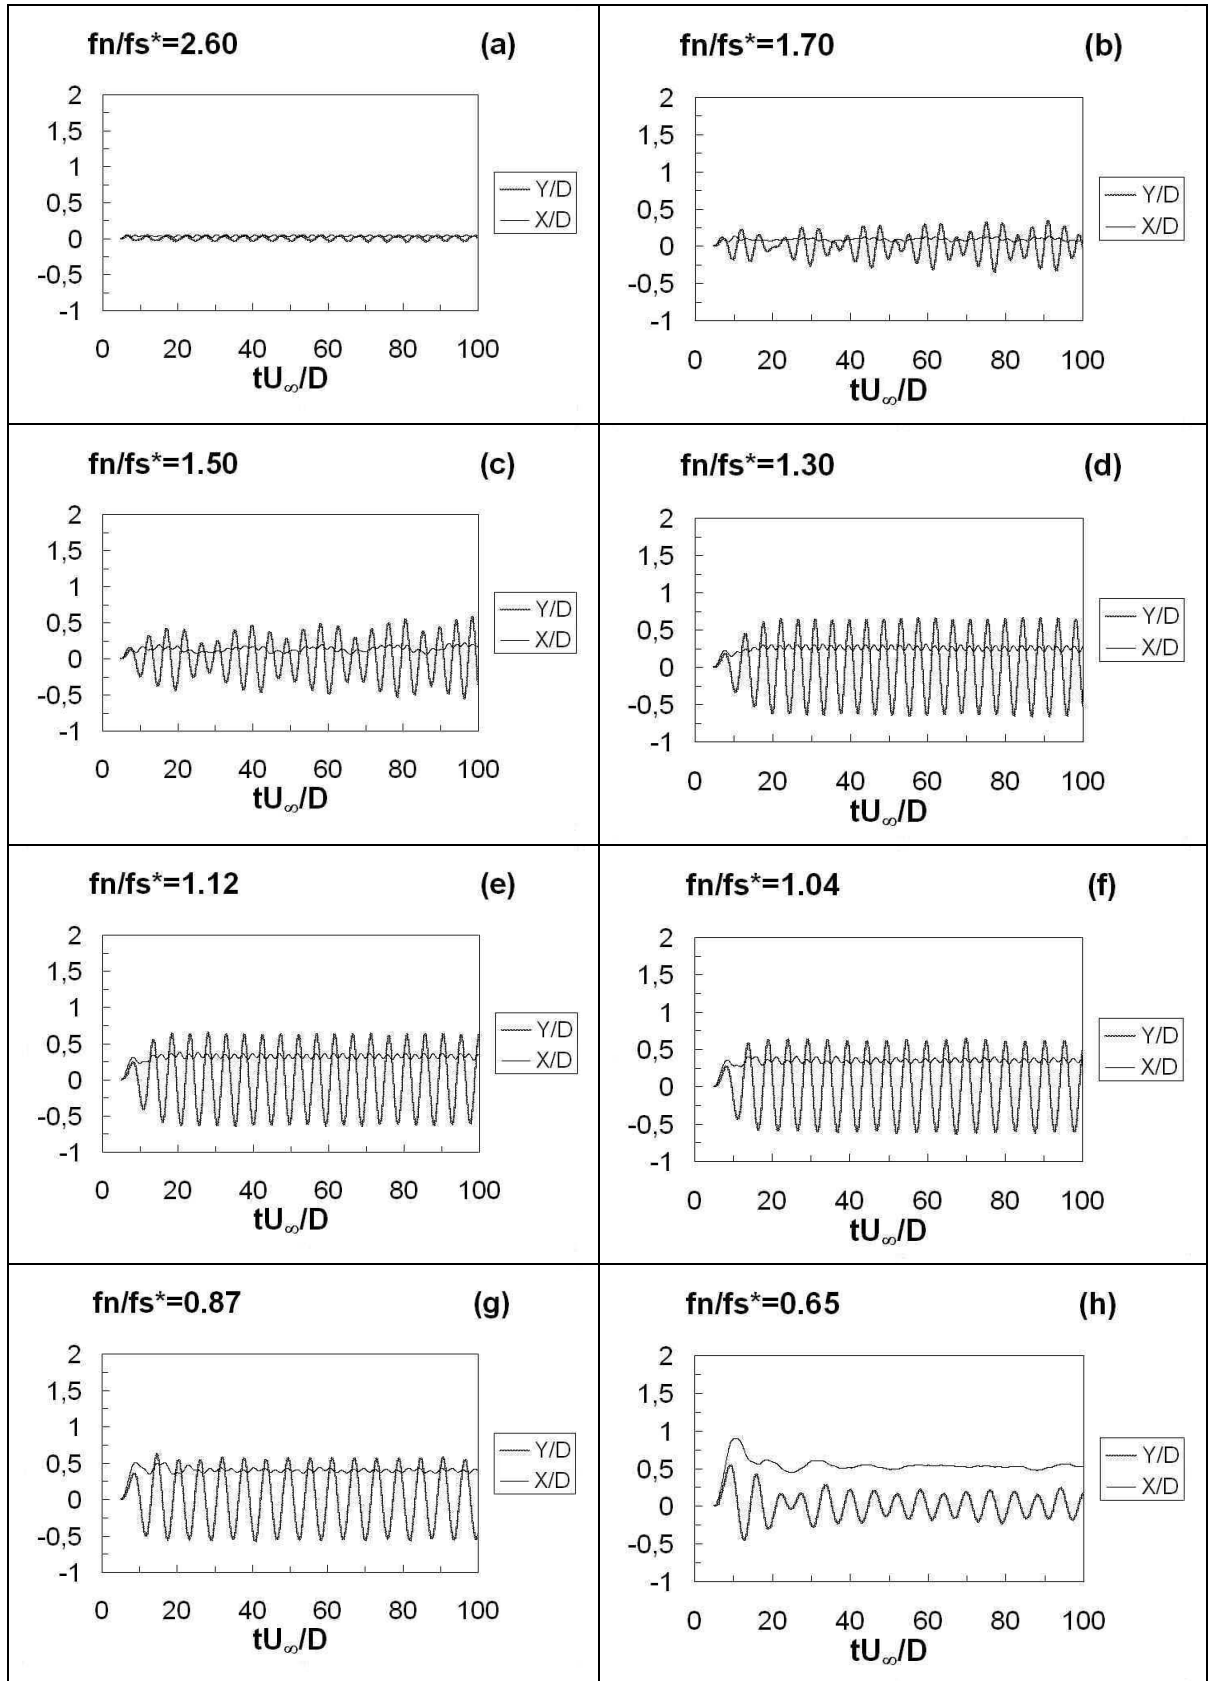 fn/fs*=2.60 (a)
2
1,5
1
0,5
0
-0,5
-1
0 20 40 60 80 100
tU∞/D
Y/D
X/D
fn/fs*=1.70 (b)
2
1,5
1
0,5
0
-0,5
-1
0 20 40 60 80 100
tU∞/D
Y/D
X/D
fn/fs*=1.50 (c)
2
1,5
1
0,5
0
-0,5
-1
0 20 40 60 80 100
tU∞/D
Y/D
X/D
fn/fs*=1.30 (d)
2
1,5
1
0,5
0
-0,5
-1
0 20 40 60 80 100
tU∞/D
Y/D
X/D
fn/fs*=1.12 (e)
2
1,5
1
0,5
0
-0,5
-1
0 20 40 60 80 100
tU∞/D
Y/D
X/D
fn/fs*=1.04 (f)
2
1,5
1
0,5
0
-0,5
-1
0 20 40 60 80 100
tU∞/D
Y/D
X/D
fn/fs*=0.87 (g)
2
1,5
1
0,5
0
-0,5
-1
0 20 40 60 80 100
tU∞/D
Y/D
X/D
fn/fs*=0.65 (h)
2
1,5
1
0,5
0
-0,5
-1
0 20 40 60 80 100
tU∞/D
Y/D
X/D